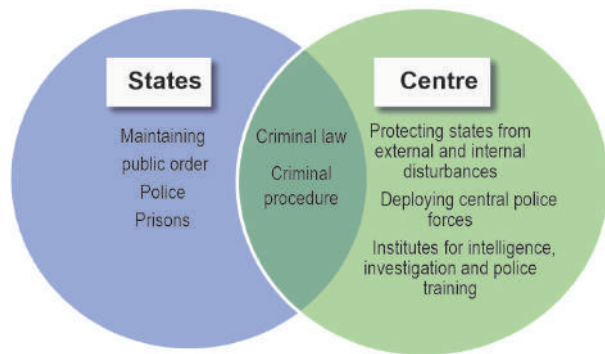 States
Maintaining
public order
Police
Prisons
Criminal law
Criminal
procedure
Centre
Protecting states from
external and internal
disturbances
Deploying central police
forces
Institutes for intelligence,
investigation and police
training